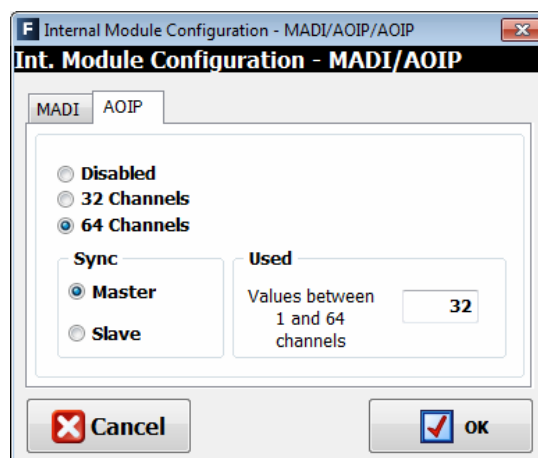 F Internal Module Configuration - MADI/AOIP/AOIP
Int. Module Configuration - MADI/AOIP
MADI AOIP
Disabled
32 Channels
64 Channels
Sync
Master
Slave
Used
Values between
1 and 64
channels
32
Cancel
OK